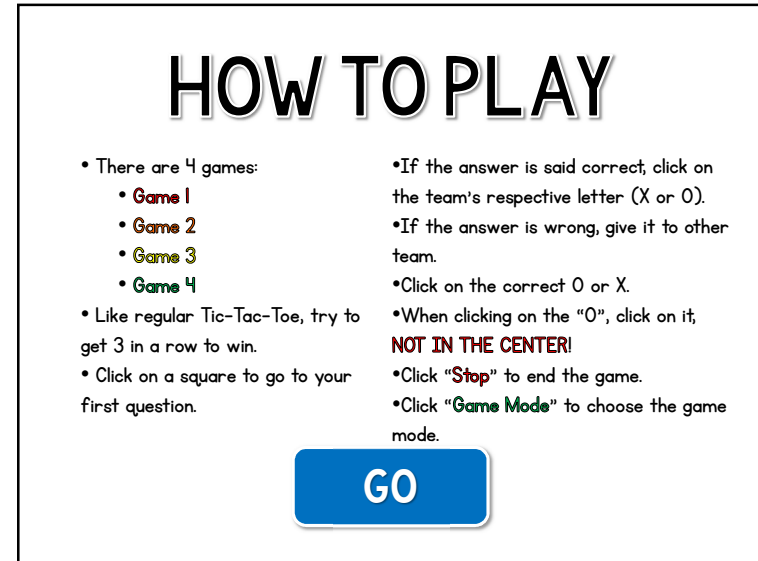 HOW TO PLAY
• There are 4 games:
• Game 1
• Game 2
• Game 3
• Game 4
• Like regular Tic-Tac-Toe, try to
get 3 in a row to win.
• Click on a square to go to your
first question.
•If the answer is said correct, click on
the team's respective letter (X or O).
•If the answer is wrong, give it to other
team.
•Click on the correct O or X.
•When clicking on the “O”, click on it,
NOT IN THE CENTER!
•Click “Stop” to end the game.
•Click “Game Mode” to choose the game
mode.
GO